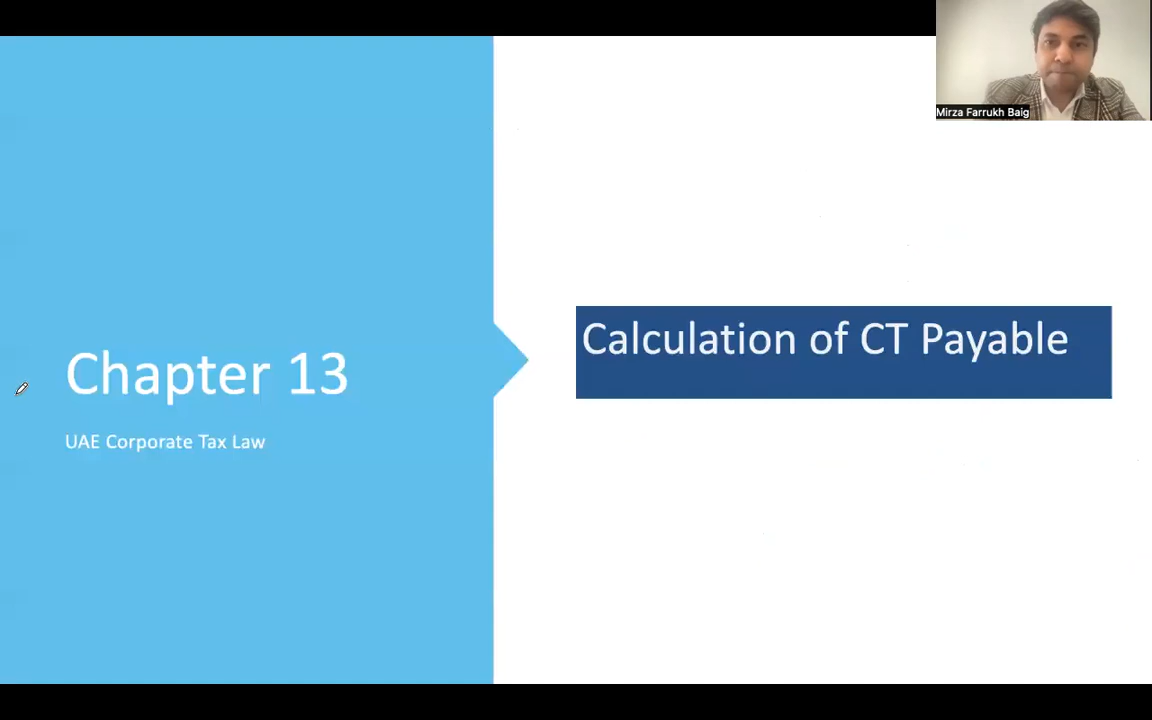 Mirza Farrukh Baig
Chapter 13
UAE Corporate Tax Law
Calculation of CT Payable